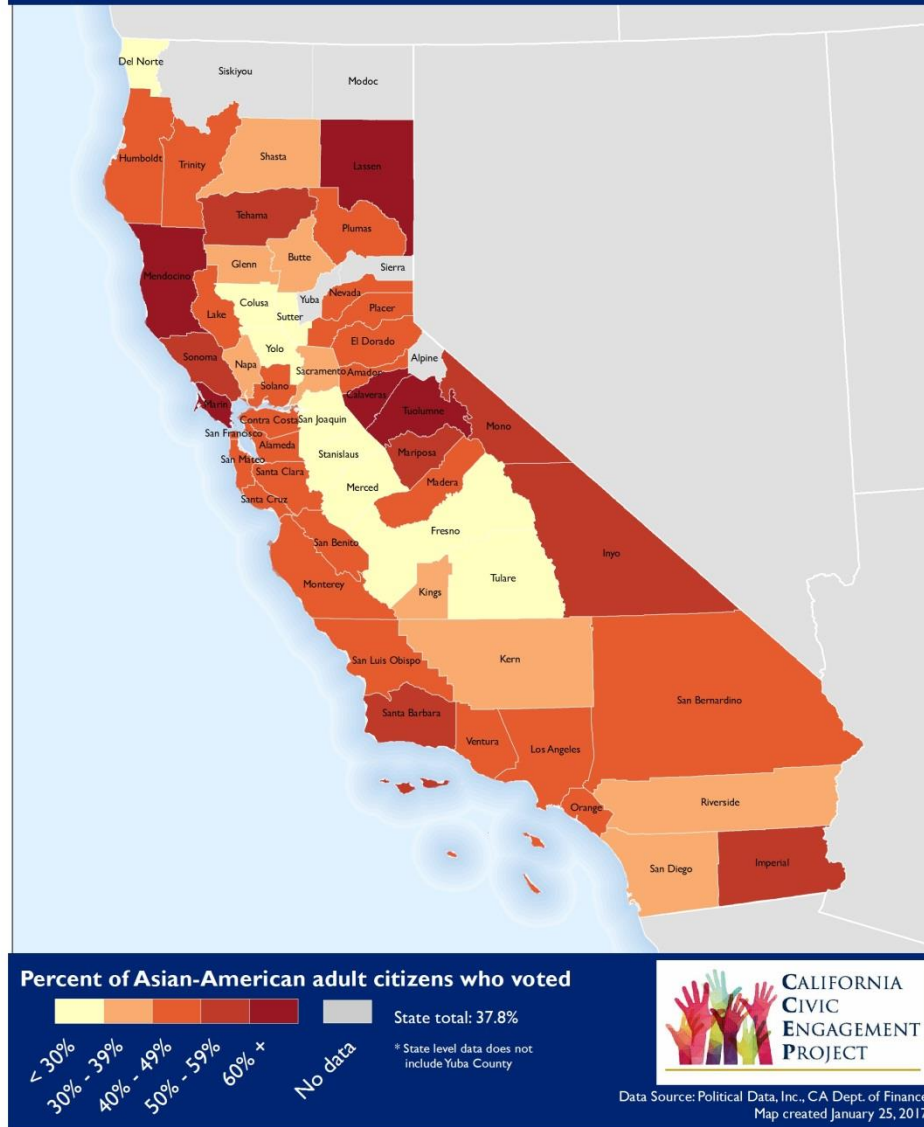 Del Norte
Siskiyou
Modoc
Humboldt
Trinity
Shasta
Lassen
Tehama
Plumas
Mendocino
Glenn
Butte
Sierra
Colusa
Yuba
Nevada
Lake
Sutter
Placer
Yolo
El Dorado
Sonoma
Napa
Sacramento
Alpine
Amador
Solano
Calaveras
Marin
Tuolumne
Contra Costa
San Joaquin
Mono
San Francisco
Alameda
Mariposa
Stanislaus
San Mateo
Santa Clara
Merced
Madera
Santa Cruz
Fresno
San Benito
Inyo
Monterey
Kings
Tulare
San Luis Obispo
Kern
San Bernardino
Santa Barbara
Ventura
Los Angeles
Orange
Riverside
San Diego
Imperial
Percent of Asian-American adult citizens who voted
< 30%
30% - 39%
40% - 49%
50% - 59%
60% +
No data
State total: 37.8%
* State level data does not
include Yuba County
CALIFORNIA
CIVIC
ENGAGEMENT
PROJECT
Data Source: Political Data, Inc., CA Dept. of Finance
Map created January 25, 2017